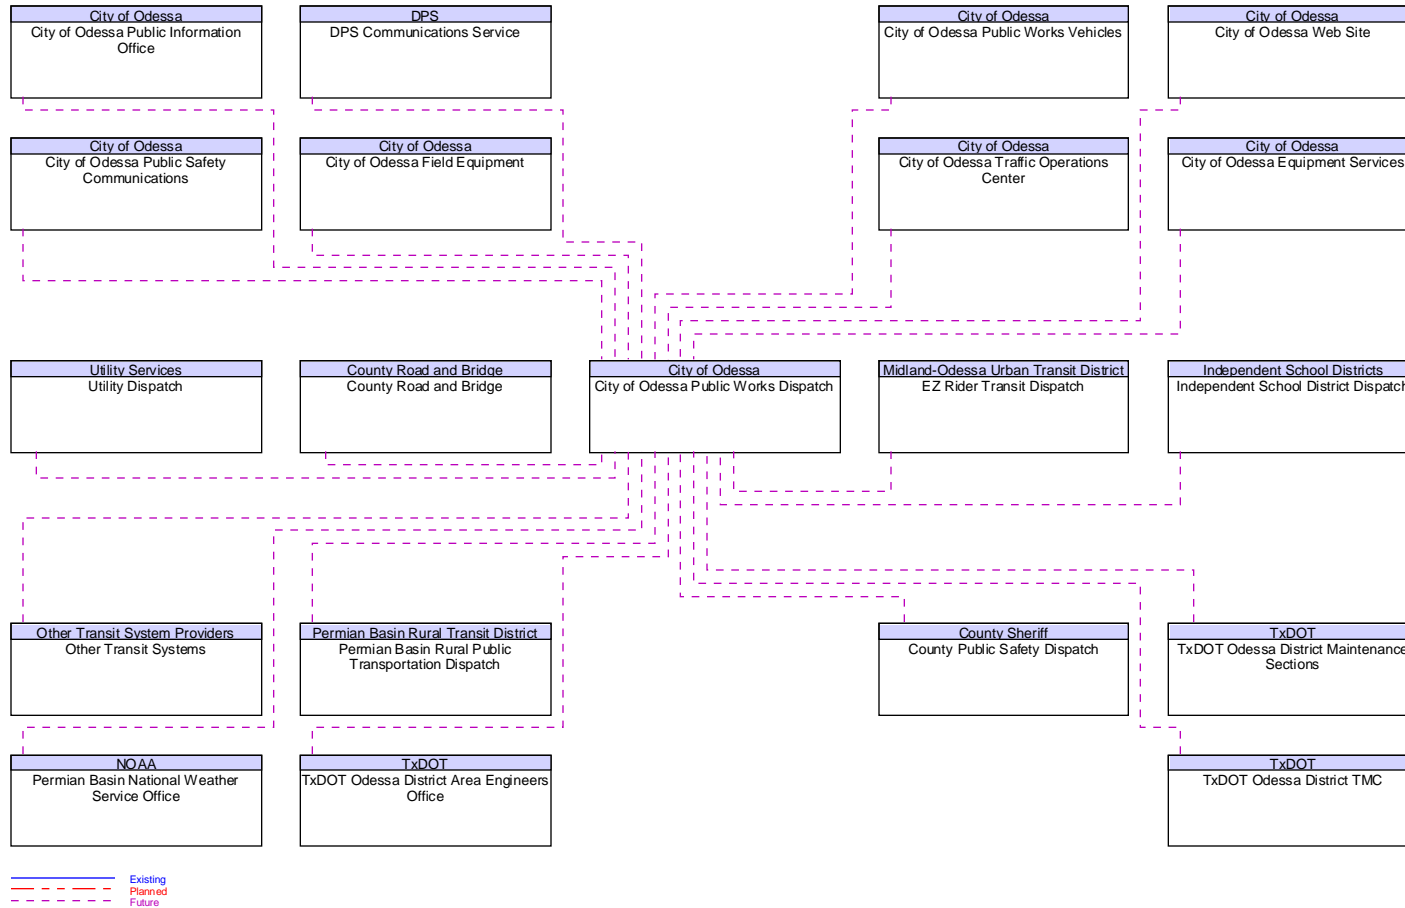 City of Odessa
City of Odessa Public Information
Office
DPS
DPS Communications Service
City of Odessa
City of Odessa Public Works Vehicles
City of Odessa
City of Odessa Web Site
City of Odessa
City of Odessa Public Safety
Communications
City of Odessa
City of Odessa Field Equipment
City of Odessa
City of Odessa Traffic Operations
Center
City of Odessa
City of Odessa Equipment Services
Utility Services
Utility Dispatch
County Road and Bridge
County Road and Bridge
City of Odessa
City of Odessa Public Works Dispatch
Midland-Odessa Urban Transit District
EZ Rider Transit Dispatch
Independent School Districts
Independent School District Dispatch
Other Transit System Providers
Other Transit Systems
Permian Basin Rural Transit District
Permian Basin Rural Public
Transportation Dispatch
County Sheriff
County Public Safety Dispatch
TxDOT
TxDOT Odessa District Maintenance
Sections
NOAA
Permian Basin National Weather
Service Office
TxDOT
TxDOT Odessa District Area Engineers
Office
TxDOT
TxDOT Odessa District TMC
Existing
Planned
Future